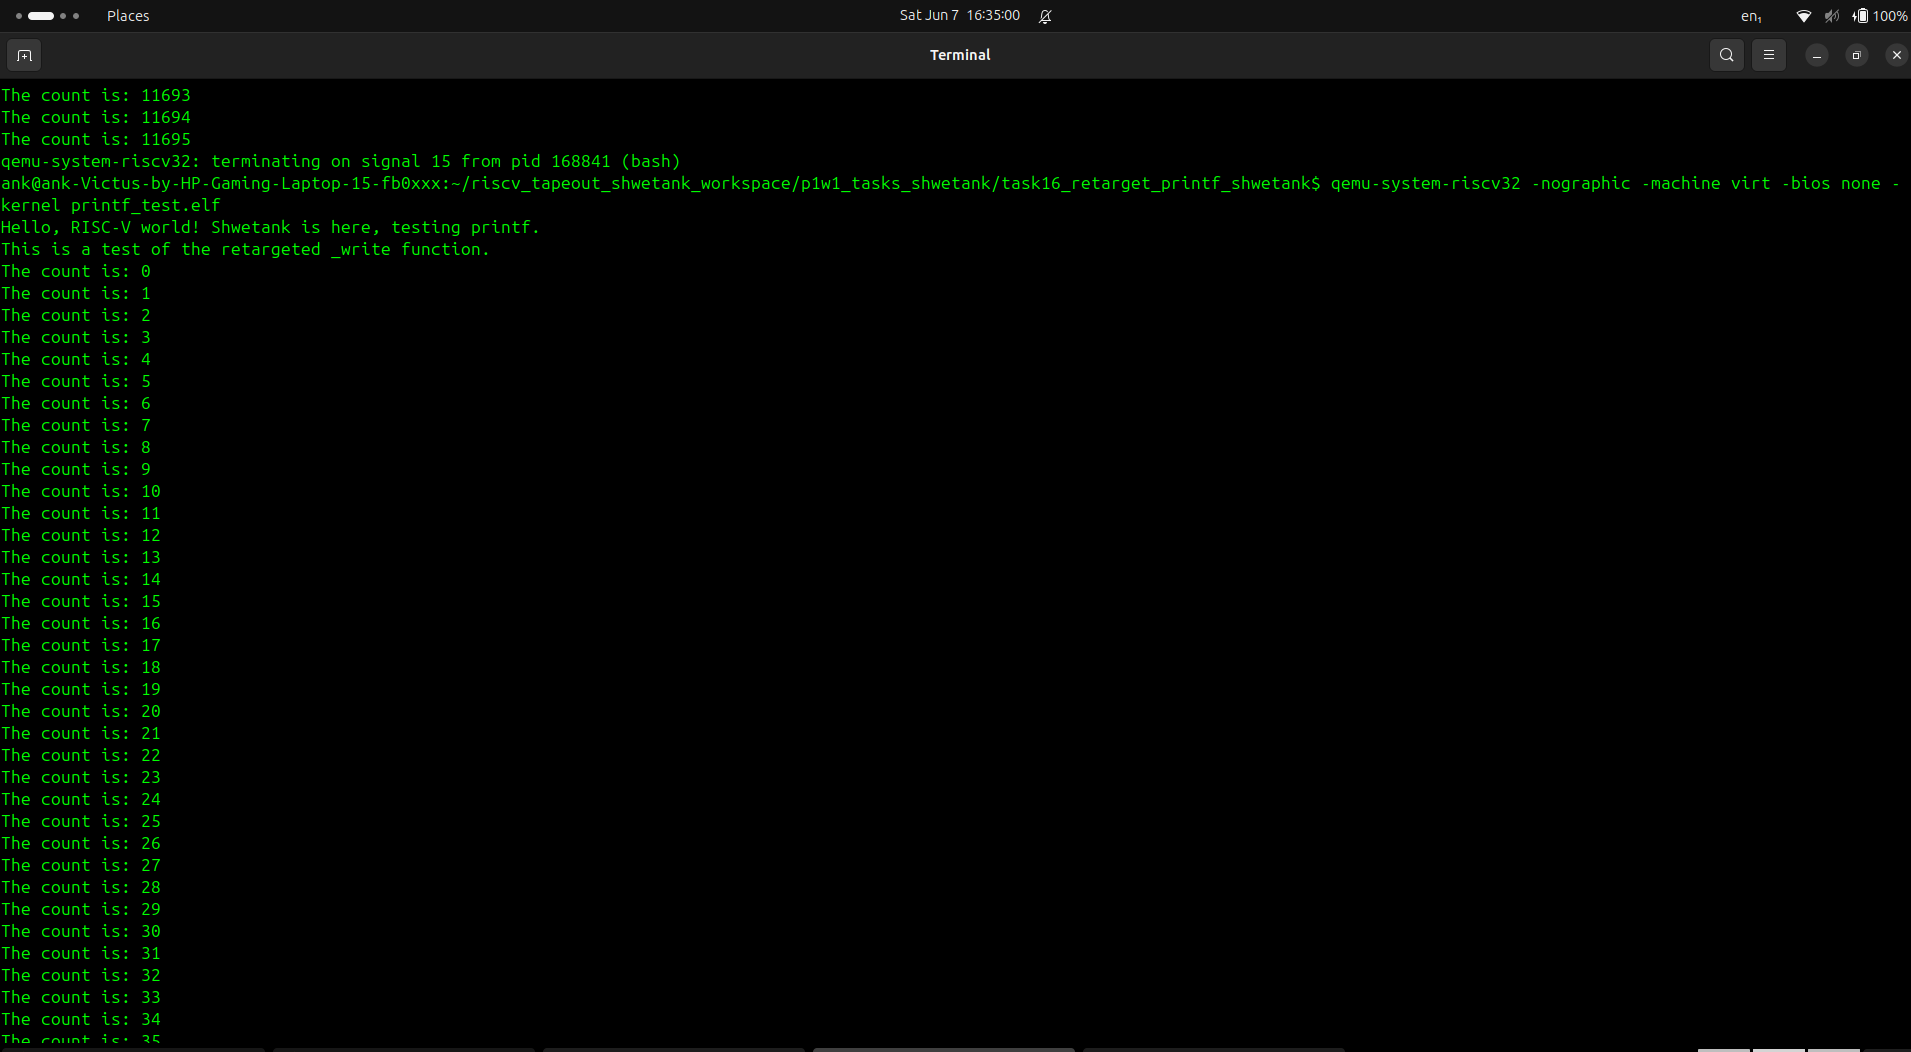 Places
Sat Jun 7 16:35:00
en₁
100%
Terminal
The count is: 11693
The count is: 11694
The count is: 11695
qemu-system-riscv32: terminating on signal 15 from pid 168841 (bash)
ank@ank-Victus-by-HP-Gaming-Laptop-15-fb0xxx:~/riscv_tapeout_shwetank_workspace/p1w1_tasks_shwetank/task16_retarget_printf_shwetank$ qemu-system-riscv32 -nographic -machine virt -bios none -
kernel printf_test.elf
Hello, RISC-V world! Shwetank is here, testing printf.
This is a test of the retargeted _write function.
The count is: 0
The count is: 1
The count is: 2
The count is: 3
The count is: 4
The count is: 5
The count is: 6
The count is: 7
The count is: 8
The count is: 9
The count is: 10
The count is: 11
The count is: 12
The count is: 13
The count is: 14
The count is: 15
The count is: 16
The count is: 17
The count is: 18
The count is: 19
The count is: 20
The count is: 21
The count is: 22
The count is: 23
The count is: 24
The count is: 25
The count is: 26
The count is: 27
The count is: 28
The count is: 29
The count is: 30
The count is: 31
The count is: 32
The count is: 33
The count is: 34
The count is: 35